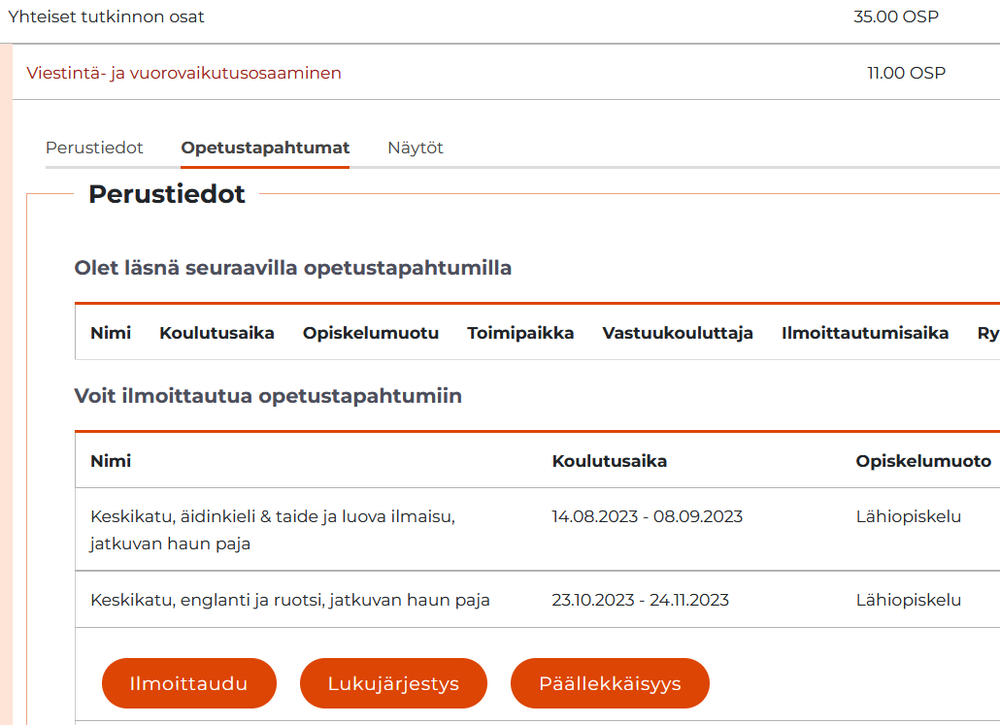 Yhteiset tutkinnon osat 35.00 OSP
Viestintä- ja vuorovaikutusosaaminen 11.00 OSP
Perustiedot Opetustapahtumat Näytöt
Perustiedot
Olet läsnä seuraavilla opetustapahtumilla
Nimi Koulutusaika Opiskelumuotu Toimipaikka Vastuukouluttaja Ilmoittautumisaika Ry
Voit ilmoittautua opetustapahtumiin
Nimi Koulutusaika Opiskelumuoto
Keskikatu, äidinkieli & taide ja luova ilmaisu, 14.08.2023 - 08.09.2023 Lähiopiskelu
jatkuvan haun paja
Keskikatu, englanti ja ruotsi, jatkuvan haun paja 23.10.2023 - 24.11.2023 Lähiopiskelu
Ilmoittaudu Lukujärjestys Päällekkäisyys